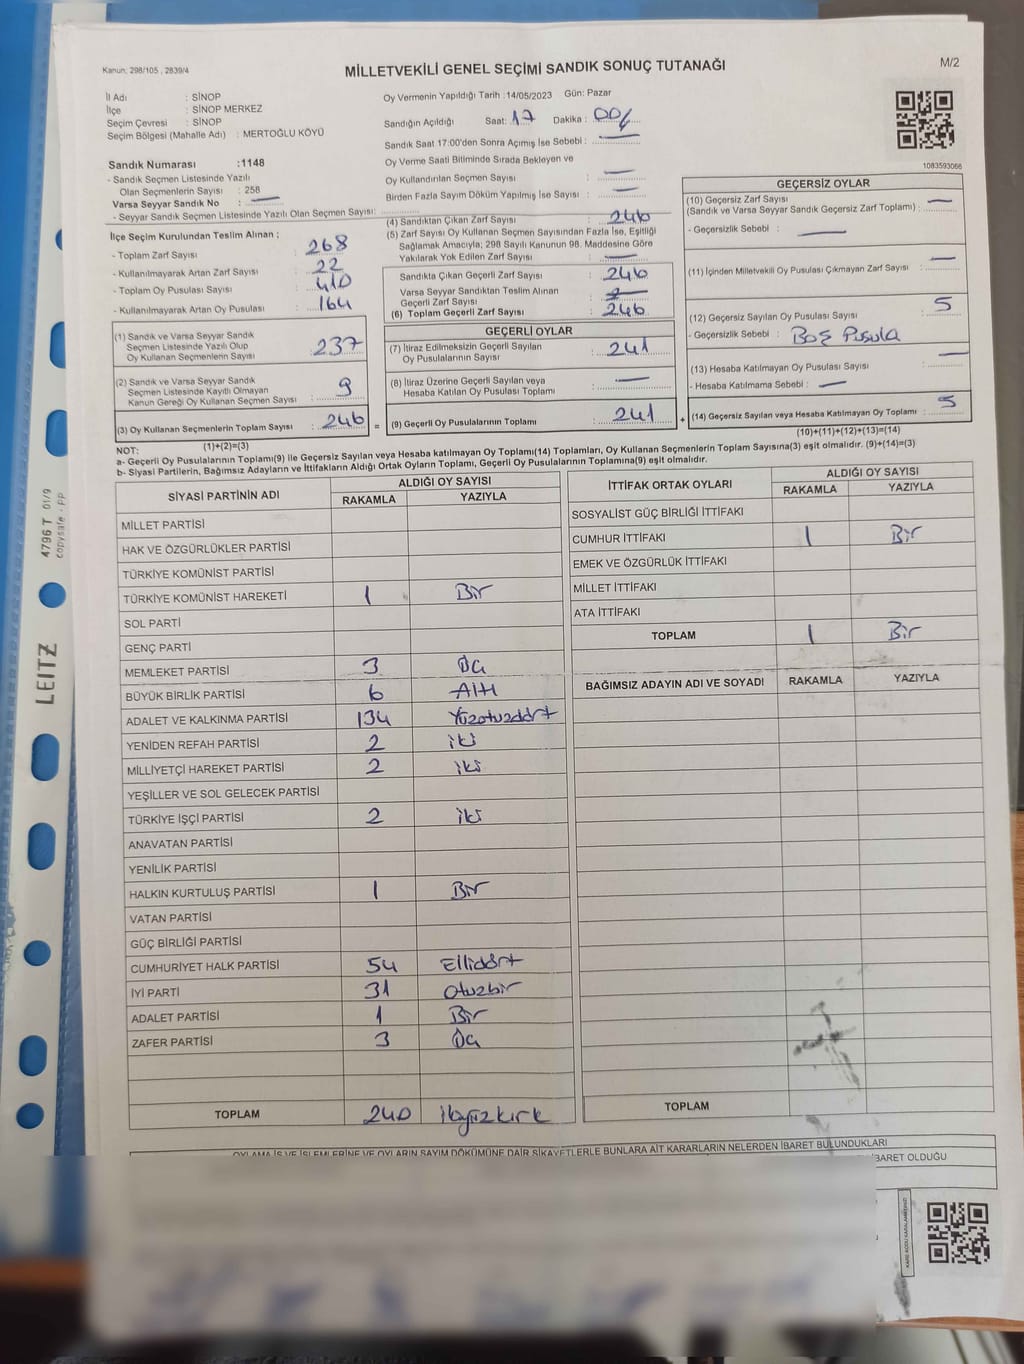 Kanun: 298/105 , 2839/4
MİLLETVEKİLİ GENEL SEÇİMİ SANDIK SONUÇ TUTANAĞI
M/2
İl Adı : SİNOP
İlçe : SİNOP MERKEZ
Seçim Çevresi : SİNOP
Seçim Bölgesi (Mahalle Adı) : MERTOĞLU KÖYÜ
Sandık Numarası :1148
- Sandık Seçmen Listesinde Yazılı
Olan Seçmenlerin Sayısı : 258
Varsa Seyyar Sandık No : —
- Seyyar Sandık Seçmen Listesinde Yazılı Olan Seçmen Sayısı:
Oy Vermenin Yapıldığı Tarih :14/05/2023 Gün: Pazar
Sandığın Açıldığı Saat: 17 Dakika : 00
Sandık Saat 17:00'den Sonra Açımış İse Sebebi : —
Oy Verme Saati Bitiminde Sırada Bekleyen ve
Oy Kullandırılan Seçmen Sayısı : —
Birden Fazla Sayım Döküm Yapılmış İse Sayısı : —
1083593066
İlçe Seçim Kurulundan Teslim Alınan ;
- Toplam Zarf Sayısı : 268
- Kullanılmayarak Artan Zarf Sayısı : 22
- Toplam Oy Pusulası Sayısı : 410
- Kullanılmayarak Artan Oy Pusulası : 164
(1) Sandık ve Varsa Seyyar Sandık
Seçmen Listesinde Yazılı Olup
Oy Kullanan Seçmenlerin Sayısı : 237
(2) Sandık ve Varsa Seyyar Sandık
Seçmen Listesinde Kayıtlı Olmayan
Kanun Gereği Oy Kullanan Seçmen Sayısı : 9
(3) Oy Kullanan Seçmenlerin Toplam Sayısı : 246
(1)+(2)=(3)
(4) Sandıktan Çıkan Zarf Sayısı : 246
(5) Zarf Sayısı Oy Kullanan Seçmen Sayısından Fazla İse, Eşitliği
Sağlamak Amacıyla; 298 Sayılı Kanunun 98. Maddesine Göre
Yakılarak Yok Edilen Zarf Sayısı : —
Sandıkta Çıkan Geçerli Zarf Sayısı : 246
Varsa Seyyar Sandıktan Teslim Alınan
Geçerli Zarf Sayısı :
(6) Toplam Geçerli Zarf Sayısı : 246
GEÇERLİ OYLAR
(7) İtiraz Edilmeksizin Geçerli Sayılan
Oy Pusulalarının Sayısı : 241
(8) İtiraz Üzerine Geçerli Sayılan veya
Hesaba Katılan Oy Pusulası Toplamı : —
= (9) Geçerli Oy Pusulalarının Toplamı : 241 +
GEÇERSİZ OYLAR
(10) Geçersiz Zarf Sayısı
(Sandık ve Varsa Seyyar Sandık Geçersiz Zarf Toplamı) : —
- Geçersizlik Sebebi : —
(11) İçinden Milletvekili Oy Pusulası Çıkmayan Zarf Sayısı : —
(12) Geçersiz Sayılan Oy Pusulası Sayısı : 5
- Geçersizlik Sebebi : Boş Pusula
(13) Hesaba Katılmayan Oy Pusulası Sayısı : —
- Hesaba Katılmama Sebebi : —
(14) Geçersiz Sayılan veya Hesaba Katılmayan Oy Toplamı : 5
(10)+(11)+(12)+(13)=(14)
NOT:
a- Geçerli Oy Pusulalarının Toplamı(9) ile Geçersiz Sayılan veya Hesaba katılmayan Oy Toplamı(14) Toplamları, Oy Kullanan Seçmenlerin Toplam Sayısına(3) eşit olmalıdır. (9)+(14)=(3)
b- Siyasi Partilerin, Bağımsız Adayların ve İttifakların Aldığı Ortak Oyların Toplamı, Geçerli Oy Pusulalarının Toplamına(9) eşit olmalıdır.
SİYASİ PARTİNİN ADI ALDIĞI OY SAYISI
RAKAMLA YAZIYLA
MİLLET PARTİSİ
HAK VE ÖZGÜRLÜKLER PARTİSİ
TÜRKİYE KOMÜNİST PARTİSİ
TÜRKİYE KOMÜNİST HAREKETİ 1 Bir
SOL PARTİ
GENÇ PARTİ
MEMLEKET PARTİSİ 3 Üç
BÜYÜK BİRLİK PARTİSİ 6 Altı
ADALET VE KALKINMA PARTİSİ 134 Yüzotuzdört
YENİDEN REFAH PARTİSİ 2 iki
MİLLİYETÇİ HAREKET PARTİSİ 2 iki
YEŞİLLER VE SOL GELECEK PARTİSİ
TÜRKİYE İŞÇİ PARTİSİ 2 iki
ANAVATAN PARTİSİ
YENİLİK PARTİSİ
HALKIN KURTULUŞ PARTİSİ 1 Bir
VATAN PARTİSİ
GÜÇ BİRLİĞİ PARTİSİ
CUMHURİYET HALK PARTİSİ 54 Ellidört
İYİ PARTİ 31 Otuzbir
ADALET PARTİSİ 1 Bir
ZAFER PARTİSİ 3 Üç
TOPLAM 240 ikiyüzkırk
İTTİFAK ORTAK OYLARI ALDIĞI OY SAYISI
RAKAMLA YAZIYLA
SOSYALİST GÜÇ BİRLİĞİ İTTİFAKI
CUMHUR İTTİFAKI 1 Bir
EMEK VE ÖZGÜRLÜK İTTİFAKI
MİLLET İTTİFAKI
ATA İTTİFAKI
TOPLAM 1 Bir
BAĞIMSIZ ADAYIN ADI VE SOYADI RAKAMLA YAZIYLA
TOPLAM
OYLAMA İŞ VE İŞLEMLERİNE VE OYLARIN SAYIM DÖKÜMÜNE DAİR ŞİKAYETLERLE BUNLARA AİT KARARLARIN NELERDEN İBARET BULUNDUKLARI
İBARET OLDUĞU
LEITZ
4796 T 01/9
copysafe - PP